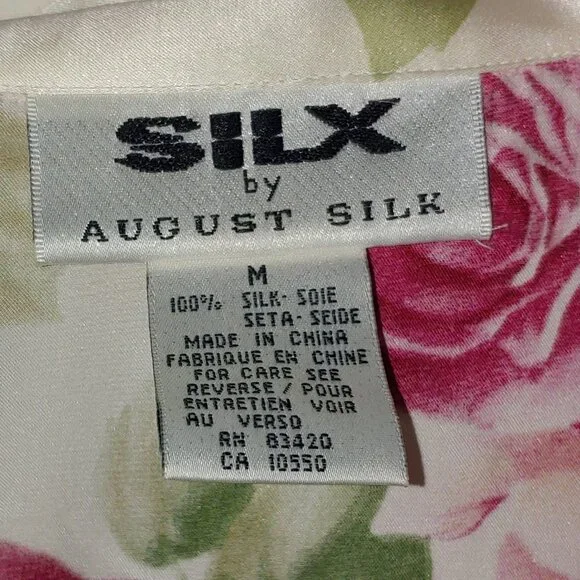 SILX
by
AUGUST SILK
M
100% SILK- SOIE
SETA- SEIDE
MADE IN CHINA
FABRIQUE EN CHINE
FOR CARE SEE
REVERSE / POUR
ENTRETIEN VOIR
AU VERSO
RN 83420
CA 10550